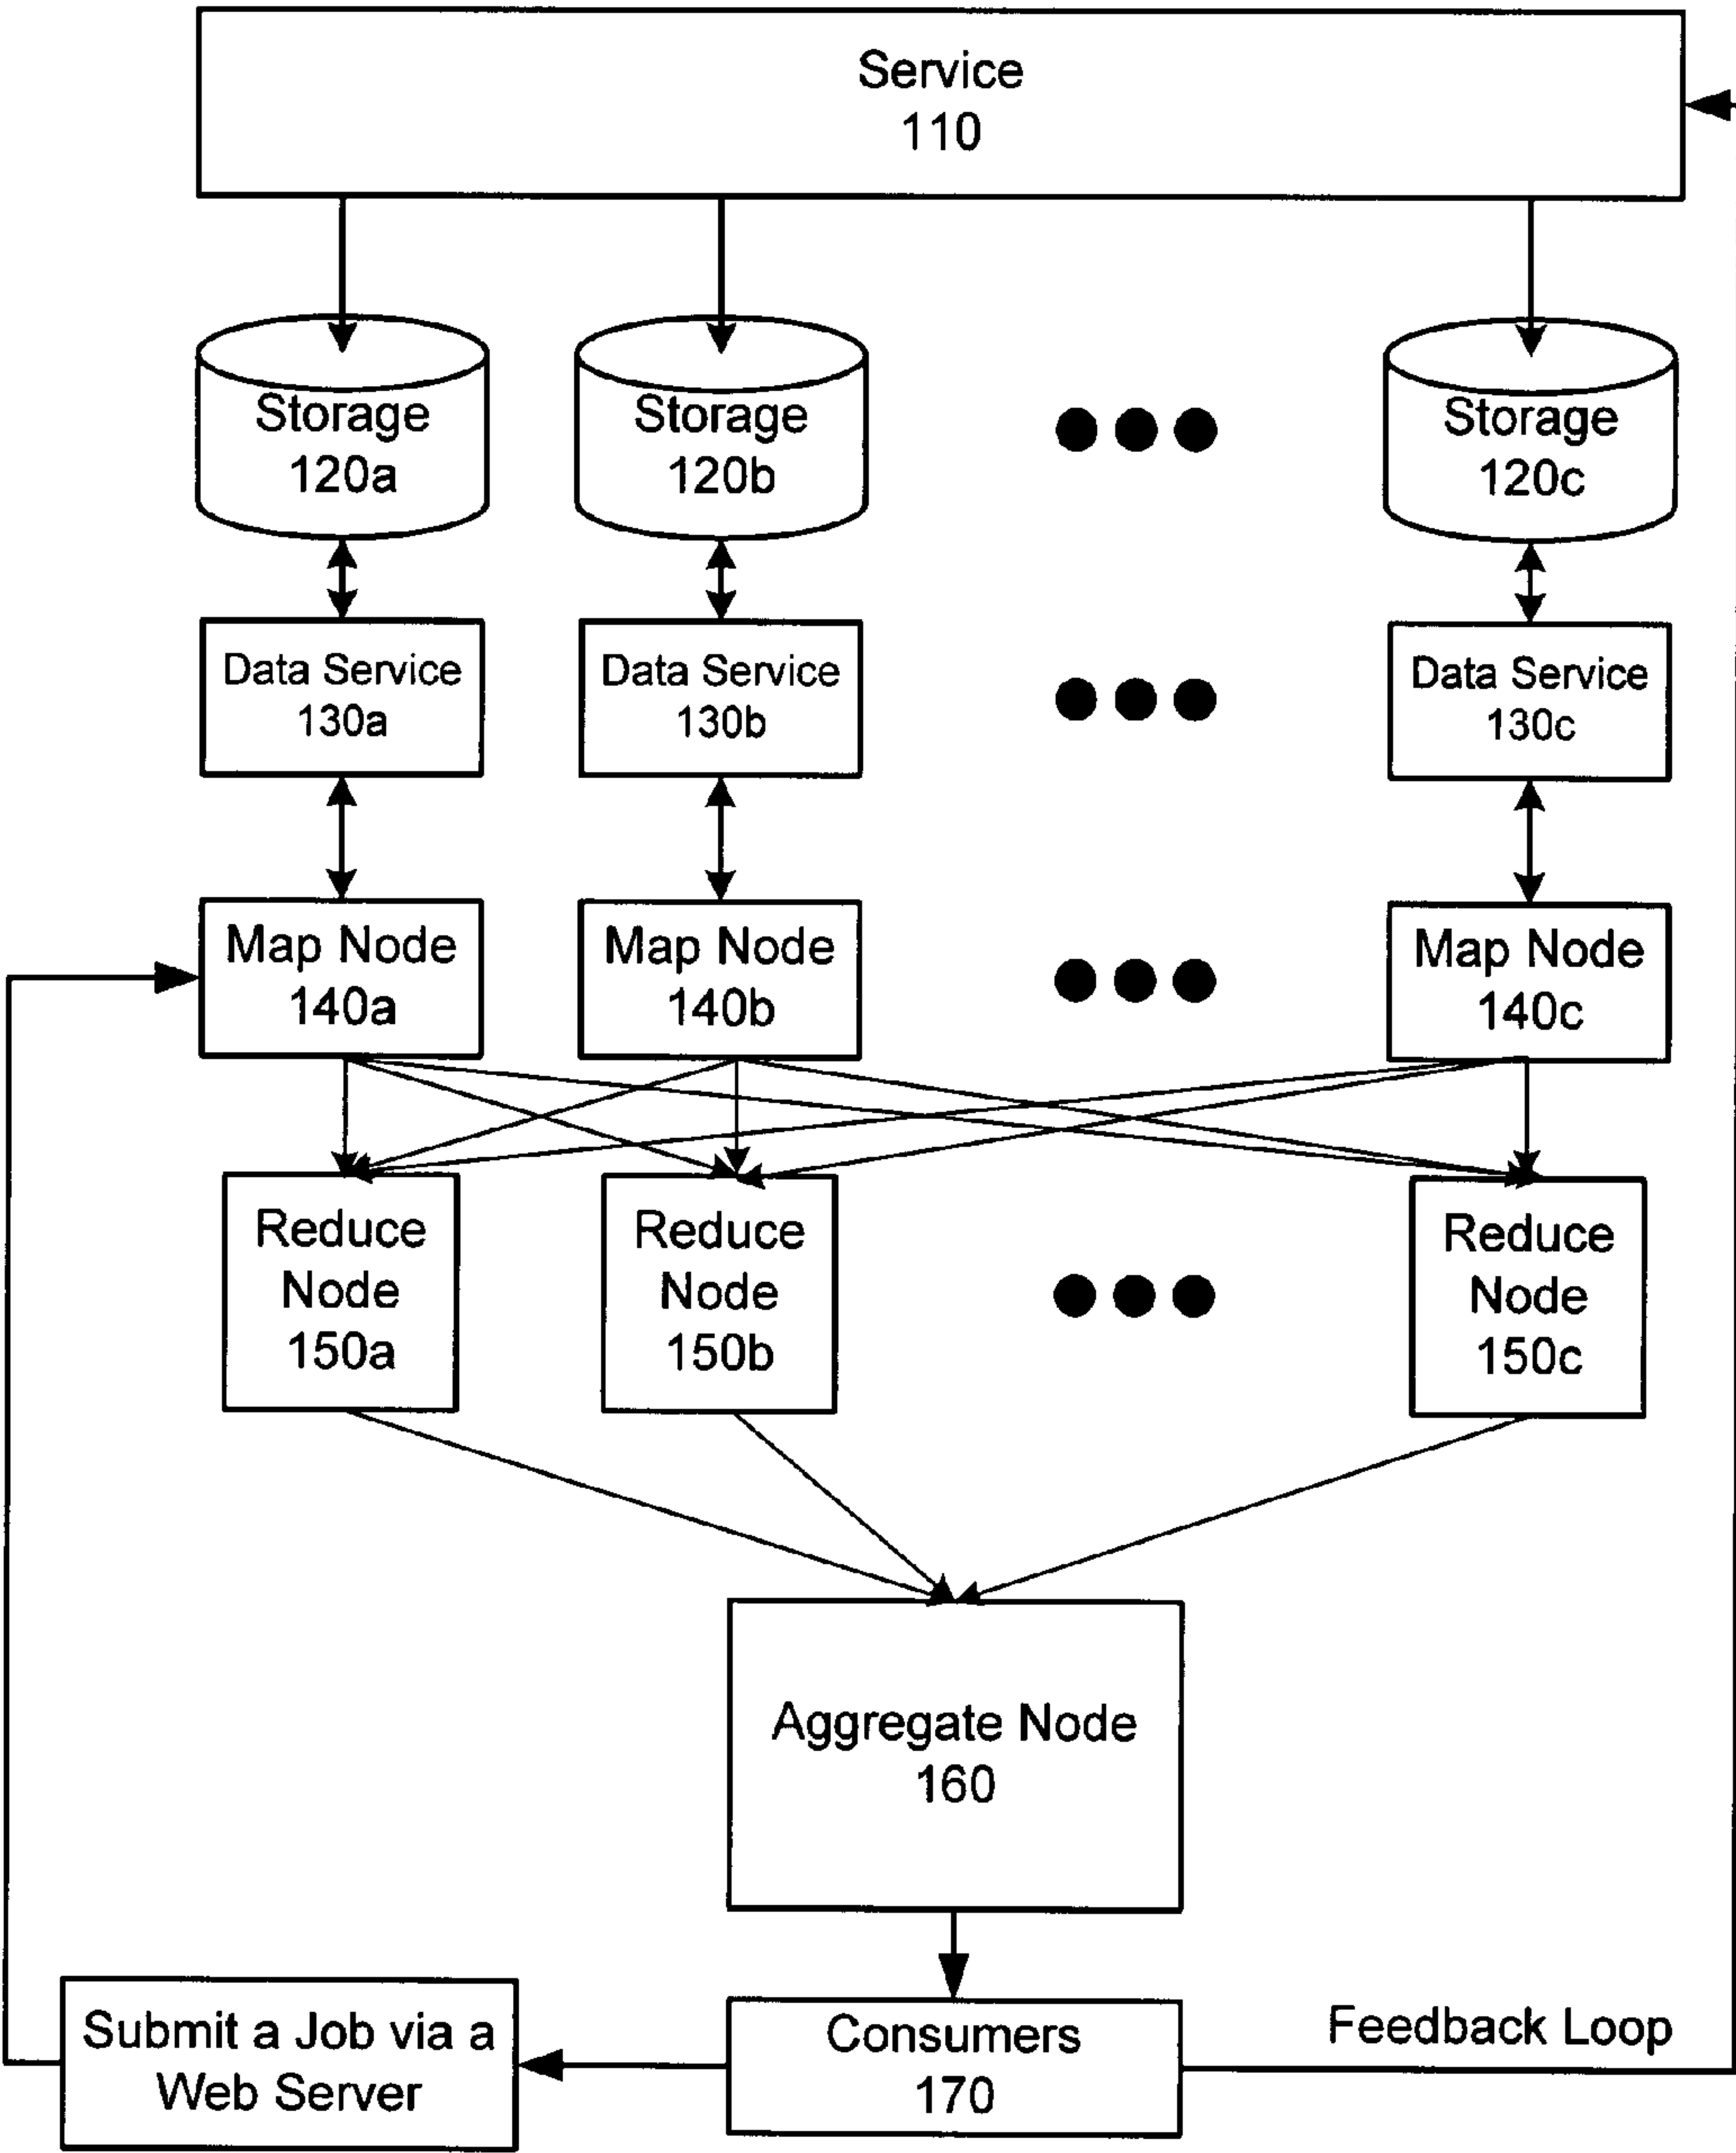 Service
110
Storage
120a
Storage
120b
Storage
120c
Data Service
130a
Data Service
130b
Data Service
130c
Map Node
140a
Map Node
140b
Map Node
140c
Reduce
Node
150a
Reduce
Node
150b
Reduce
Node
150c
Aggregate Node
160
Submit a Job via a
Web Server
Consumers
170
Feedback Loop